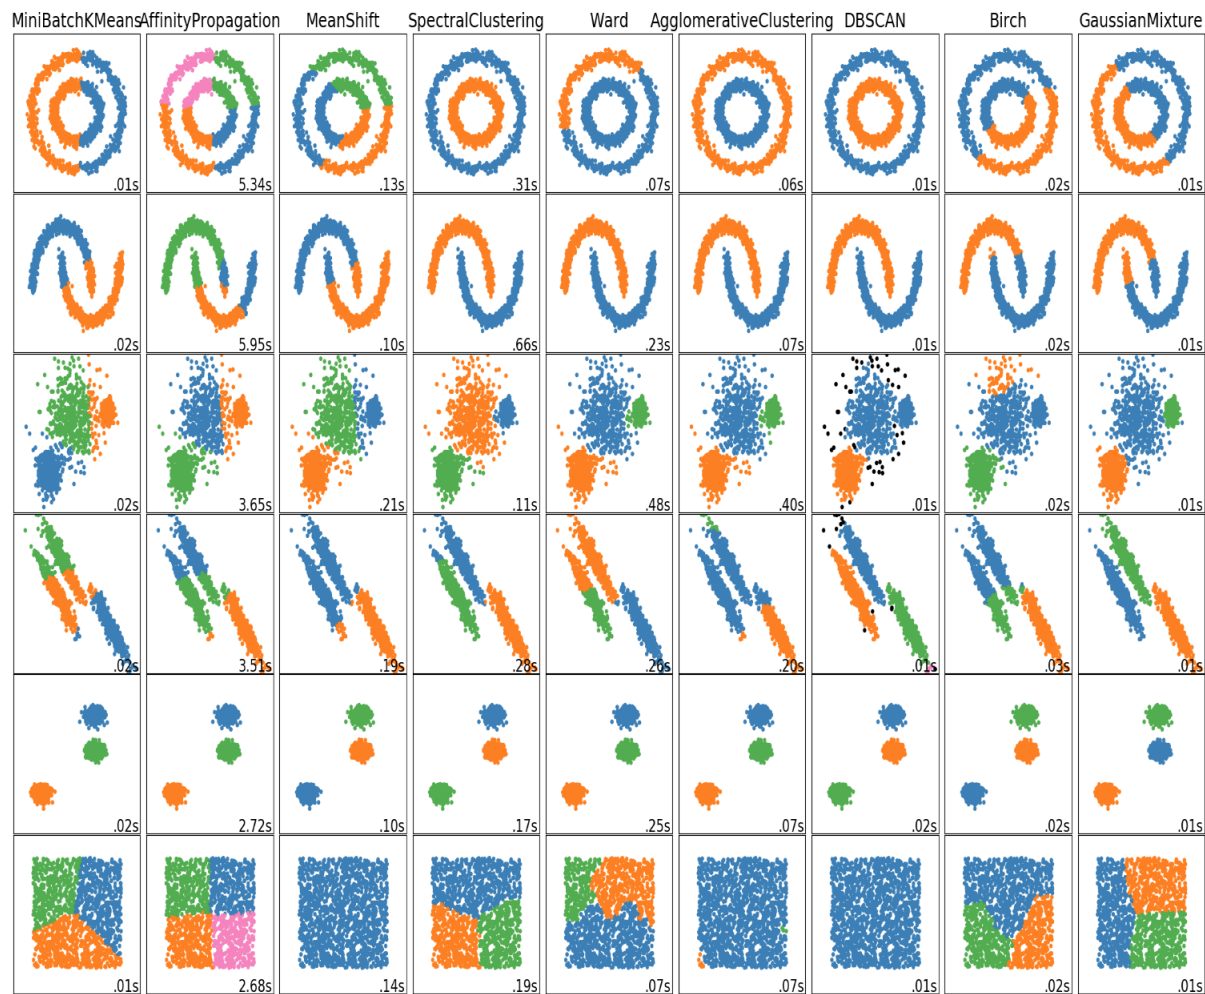 MiniBatchKMeans AffinityPropagation MeanShift SpectralClustering Ward AgglomerativeClustering DBSCAN Birch GaussianMixture
.01s 5.34s .13s .31s .07s .06s .01s .02s .01s
.02s 5.95s .10s .66s .23s .07s .01s .02s .01s
.02s 3.65s .21s .11s .48s .40s .01s .02s .01s
.02s 3.51s .19s .28s .26s .20s .01s .03s .01s
.02s 2.72s .10s .17s .25s .07s .02s .02s .01s
.01s 2.68s .14s .19s .07s .07s .01s .02s .01s